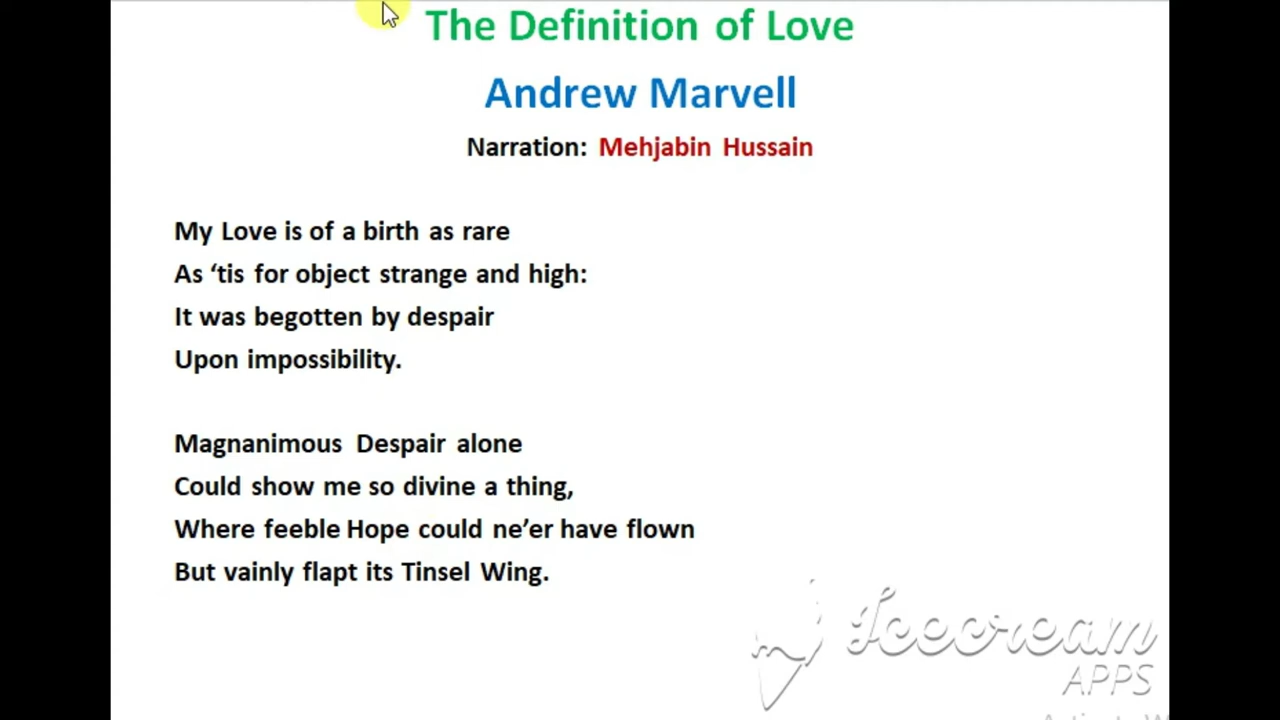 The Definition of Love
Andrew Marvell
Narration: Mehjabin Hussain
My Love is of a birth as rare
As ‘tis for object strange and high:
It was begotten by despair
Upon impossibility.
Magnanimous Despair alone
Could show me so divine a thing,
Where feeble Hope could ne’er have flown
But vainly flapt its Tinsel Wing.
Icecream
APPS